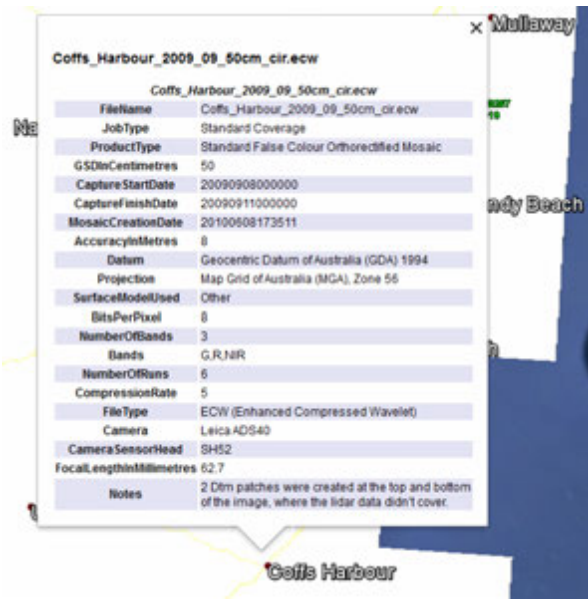 Mullaway
Coffs_Harbour_2009_09_50cm_cir.ecw
Coffs_Harbour_2009_09_50cm_cir.ecw
FileName Coffs_Harbour_2009_09_50cm_cir.ecw
JobType Standard Coverage
ProductType Standard False Colour Orthorectified Mosaic
GSDInCentimetres 50
CaptureStartDate 20090908000000
CaptureFinishDate 20090911000000
MosaicCreationDate 20100608173511
AccuracyInMetres 8
Datum Geocentric Datum of Australia (GDA) 1994
Projection Map Grid of Australia (MGA), Zone 56
SurfaceModelUsed Other
BitsPerPixel 8
NumberOfBands 3
Bands G,R,NIR
NumberOfRuns 6
CompressionRate 5
FileType ECW (Enhanced Compressed Wavelet)
Camera Leica ADS40
CameraSensorHead SH52
FocalLengthInMillimetres 62.7
Notes 2 Dtm patches were created at the top and bottom
of the image, where the lidar data didn't cover.
Na
ndy Beach
h
Coffs Harbour